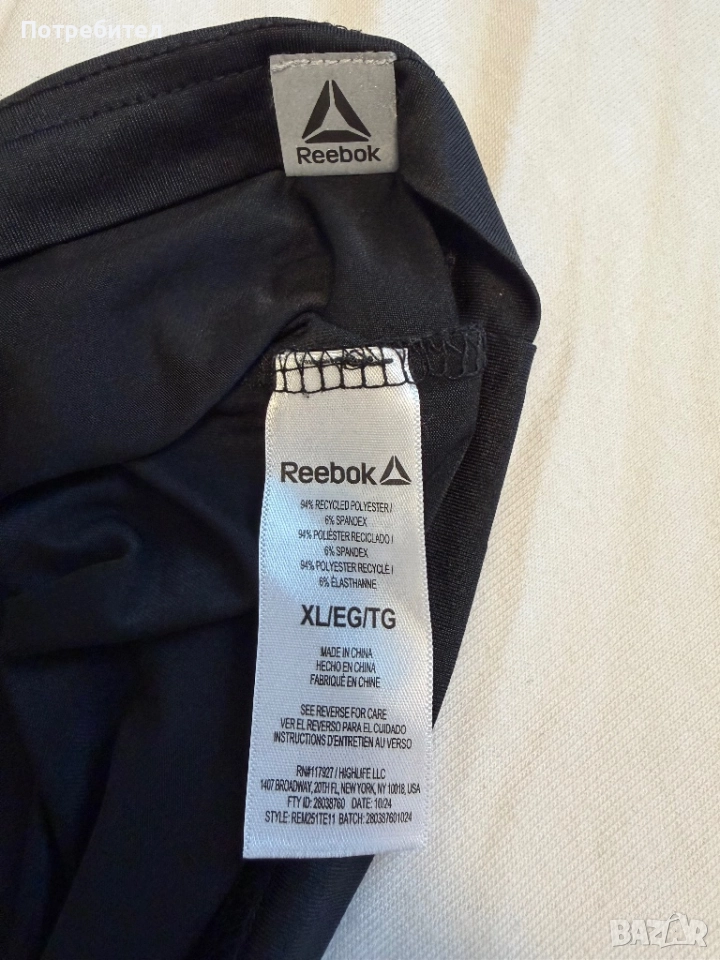 Потребител
Reebok
Reebok
94% RECYCLED POLYESTER /
6% SPANDEX
94% POLIÉSTER RECICLADO /
6% SPANDEX
94% POLYESTER RECYCLÉ /
6% ÉLASTHANNE
XL/EG/TG
MADE IN CHINA
HECHO EN CHINA
FABRIQUÉ EN CHINE
SEE REVERSE FOR CARE
VER EL REVERSO PARA EL CUIDADO
INSTRUCTIONS D'ENTRETIEN AU VERSO
RN#117927 / HIGHLIFE LLC
1407 BROADWAY, 20TH FL, NEW YORK, NY 10018, USA
FTY ID: 28038760 DATE: 10/24
STYLE: REM251TE11 BATCH: 280387601024
BAZAR